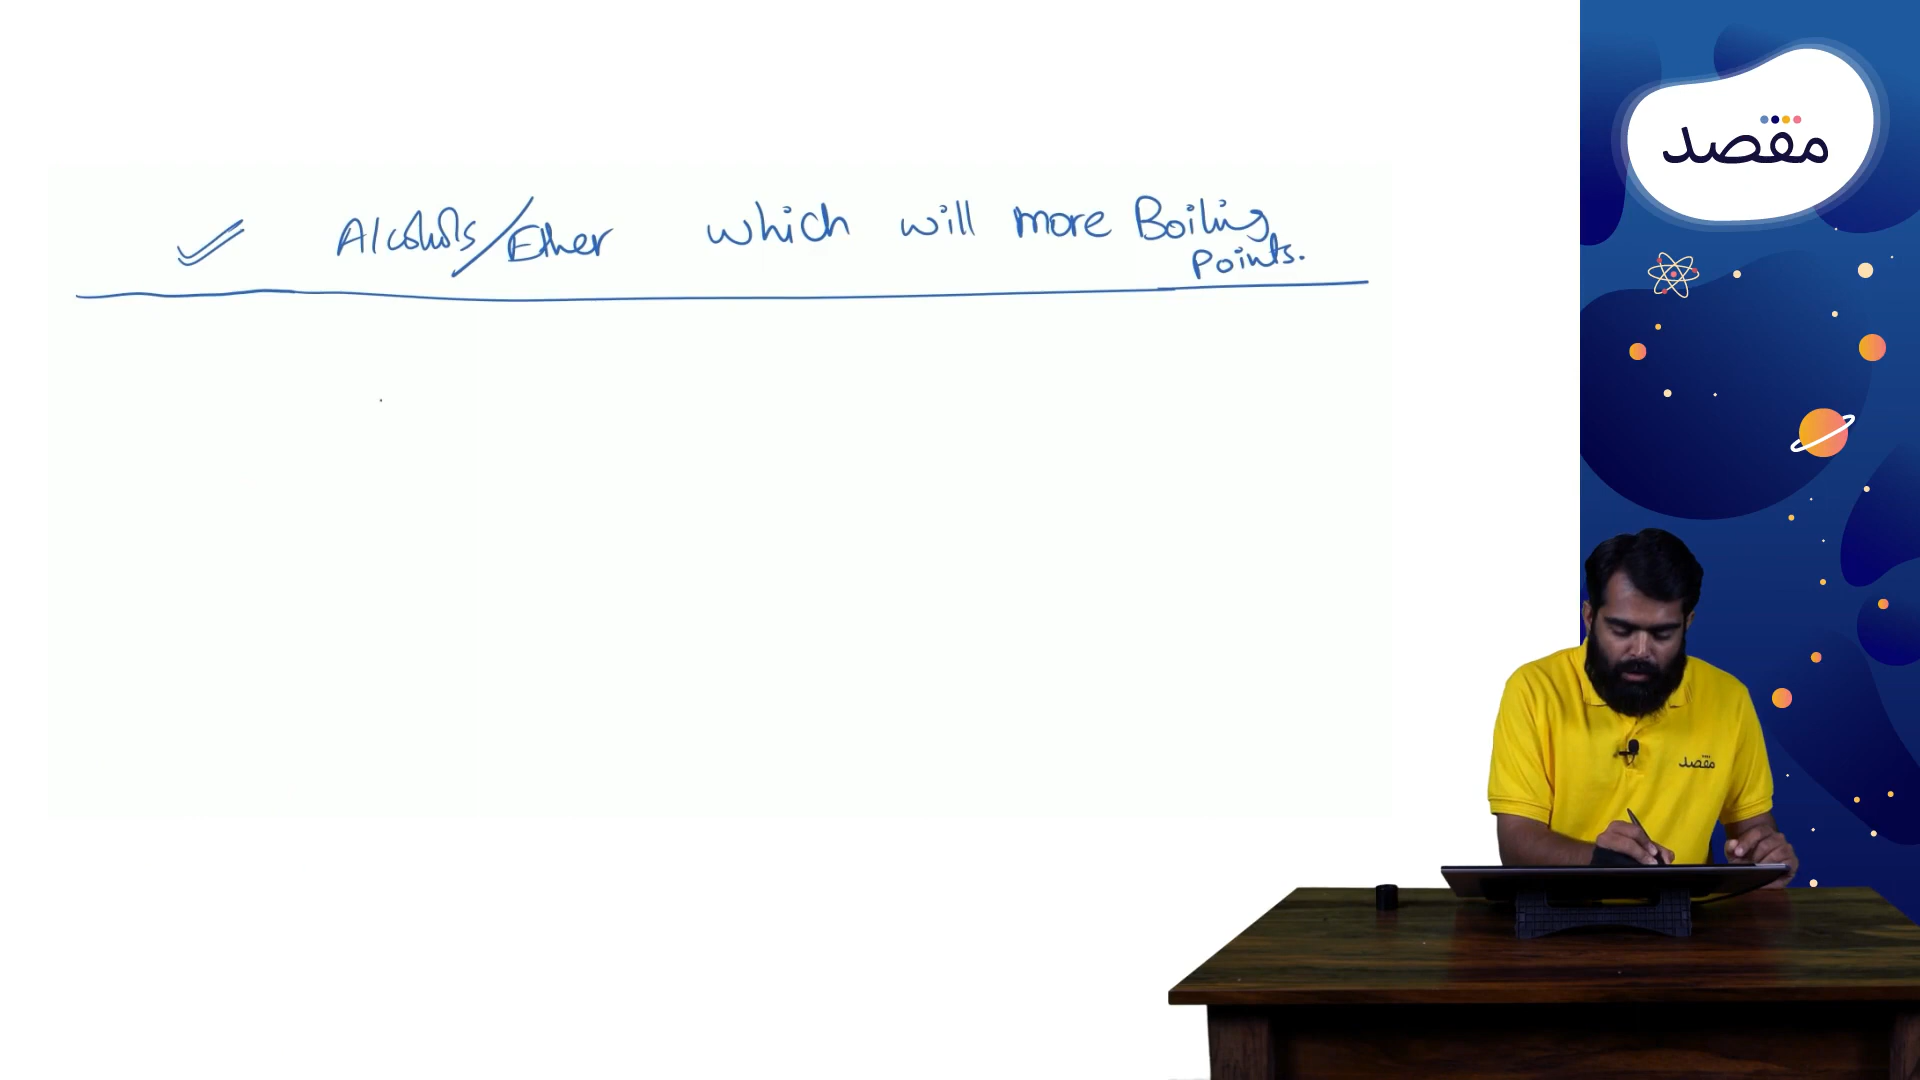 مقصد
Alcohols/Ether which will more Boiling
Points.
مقصد